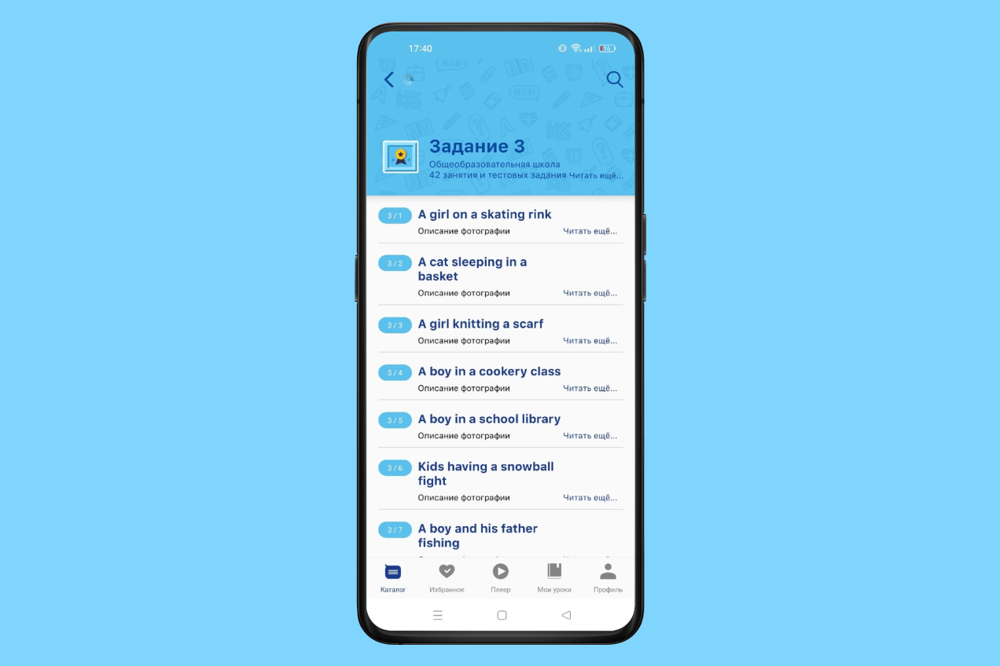 17:40
16
HELLO!
HELLO!
Задание 3
Общеобразовательная школа
42 занятия и тестовых задания Читать ещё...
3 / 1
A girl on a skating rink
Описание фотографии Читать ещё...
3 / 2
A cat sleeping in a
basket
Описание фотографии Читать ещё...
3 / 3
A girl knitting a scarf
Описание фотографии Читать ещё...
3 / 4
A boy in a cookery class
Описание фотографии Читать ещё...
3 / 5
A boy in a school library
Описание фотографии Читать ещё...
3 / 6
Kids having a snowball
fight
Описание фотографии Читать ещё...
3 / 7
A boy and his father
fishing
Каталог Избранное Плеер Мои уроки Профиль